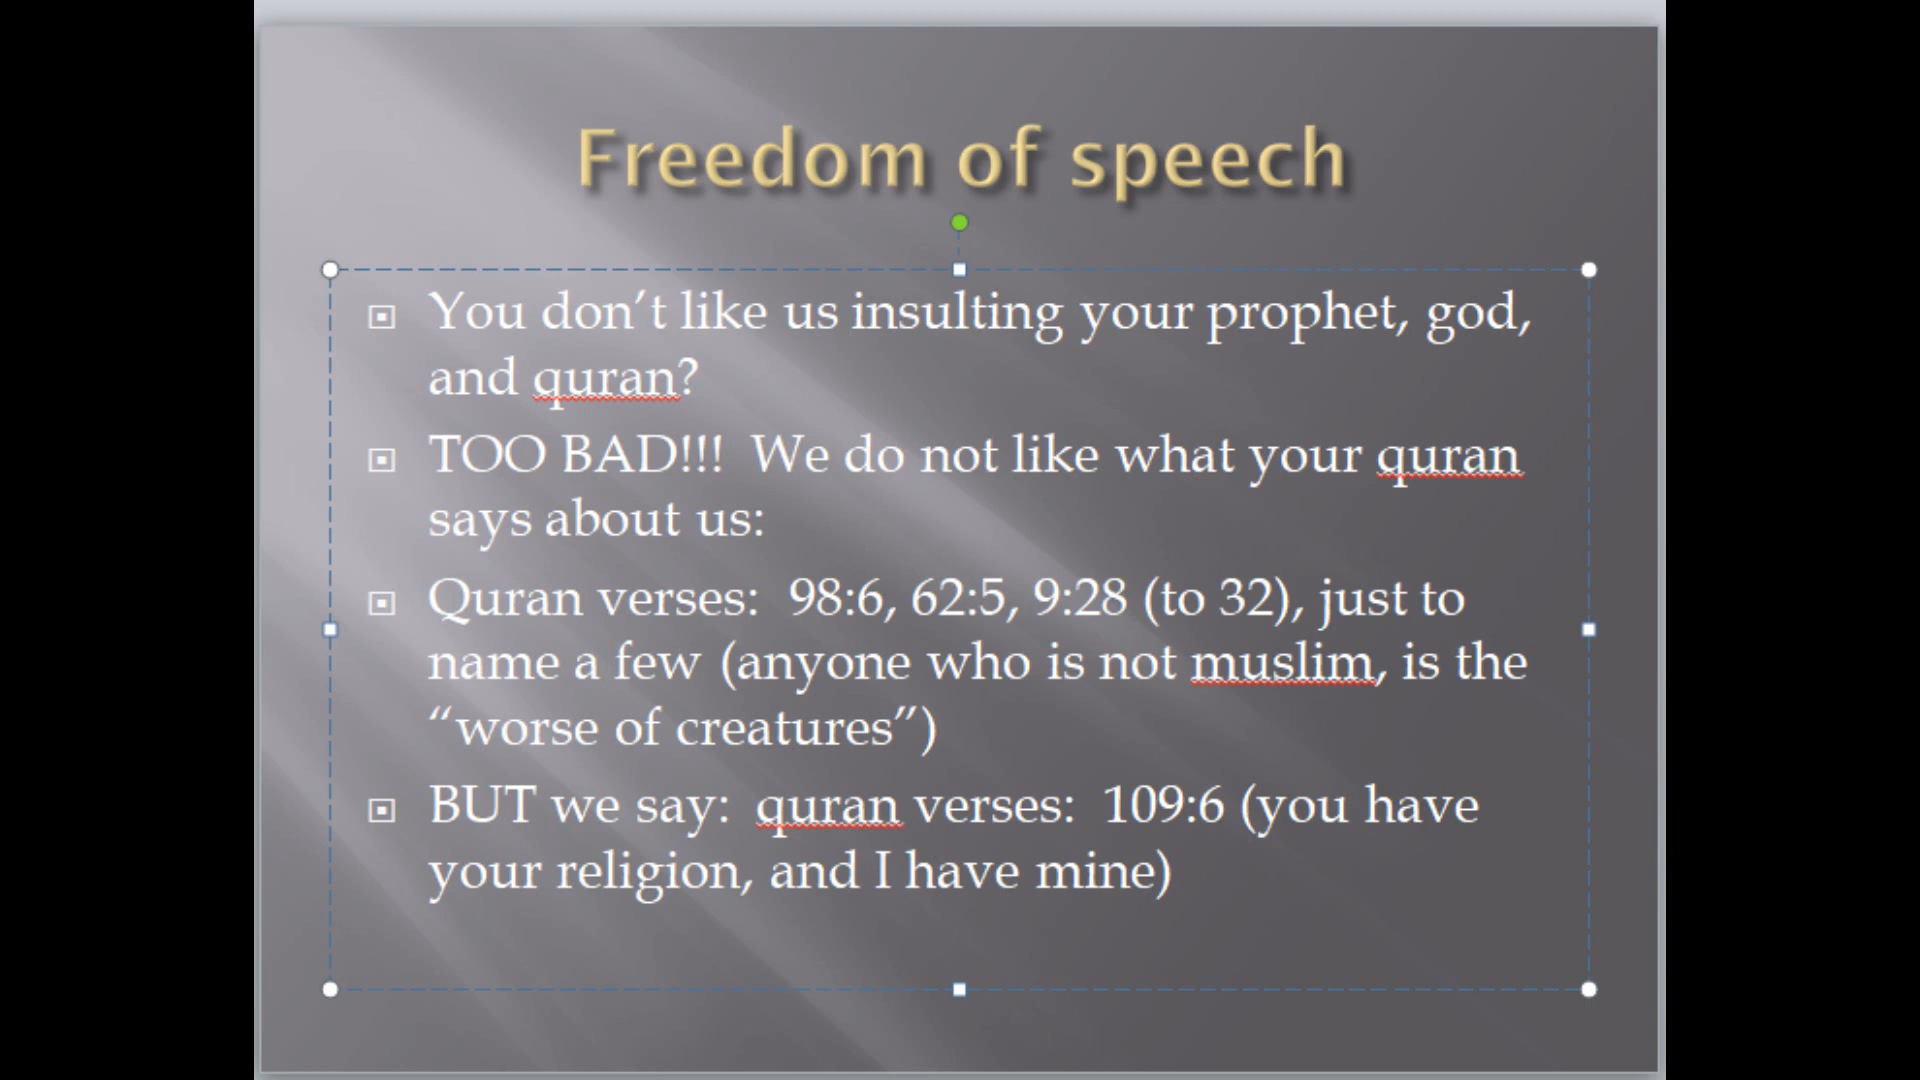 Freedom of speech
You don’t like us insulting your prophet, god,
and quran?
TOO BAD!!!  We do not like what your quran
says about us:
Quran verses:  98:6, 62:5, 9:28 (to 32), just to
name a few (anyone who is not muslim, is the
“worse of creatures”)
BUT we say:  quran verses:  109:6 (you have
your religion, and I have mine)